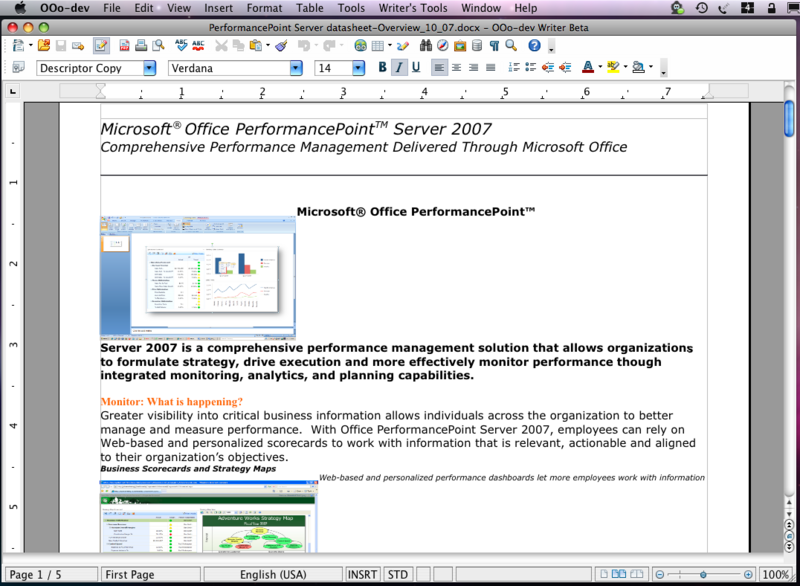 OOo-dev File Edit View Insert Format Table Tools Writer's Tools Window Help
PerformancePoint Server datasheet-Overview_10_07.docx - OOo-dev Writer Beta
Descriptor Copy Verdana 14 B I U
1 2 3 4 5 6 7
Microsoft® Office PerformancePoint™ Server 2007
Comprehensive Performance Management Delivered Through Microsoft Office
1
Microsoft® Office PerformancePoint™
2
3
Server 2007 is a comprehensive performance management solution that allows organizations
to formulate strategy, drive execution and more effectively monitor performance though
integrated monitoring, analytics, and planning capabilities.
Monitor: What is happening?
Greater visibility into critical business information allows individuals across the organization to better
4
manage and measure performance.  With Office PerformancePoint Server 2007, employees can rely on
Web-based and personalized scorecards to work with information that is relevant, actionable and aligned
to their organization's objectives.
Business Scorecards and Strategy Maps
Web-based and personalized performance dashboards let more employees work with information
5
Adventure Works Strategy Map
Page 1 / 5 First Page English (USA) INSRT STD 100%